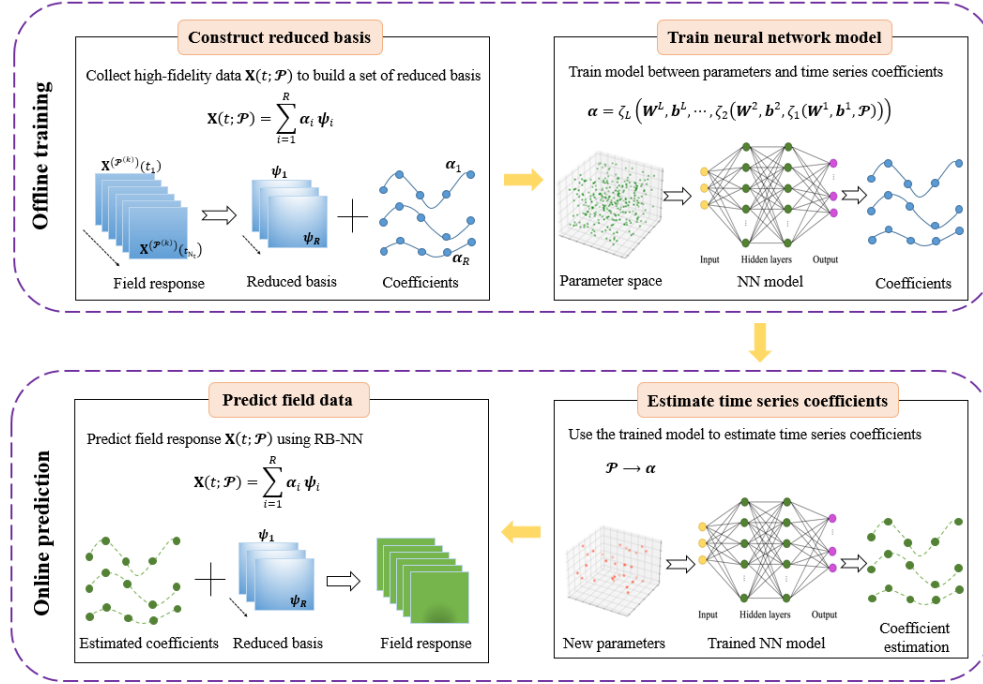 Offline training
Construct reduced basis
Collect high-fidelity data X(t; 𝓟) to build a set of reduced basis
X(t; 𝓟) = ∑_{i=1}^{R} α_i ψ_i
X^(𝓟^(k))(t_1)
X^(𝓟^(k))(t_{N_t})
Field response
ψ_1
ψ_R
Reduced basis
α_1
α_R
Coefficients
Train neural network model
Train model between parameters and time series coefficients
α = ζ_L(W^L, b^L, ⋯, ζ_2(W^2, b^2, ζ_1(W^1, b^1, 𝓟)))
Parameter space
Input
Hidden layers
Output
NN model
Coefficients
Online prediction
Predict field data
Predict field response X(t; 𝓟) using RB-NN
X(t; 𝓟) = ∑_{i=1}^{R} α_i ψ_i
Estimated coefficients
ψ_1
ψ_R
Reduced basis
Field response
Estimate time series coefficients
Use the trained model to estimate time series coefficients
𝓟 ⟶ α
New parameters
Input
Hidden layers
Output
Trained NN model
Coefficient
estimation